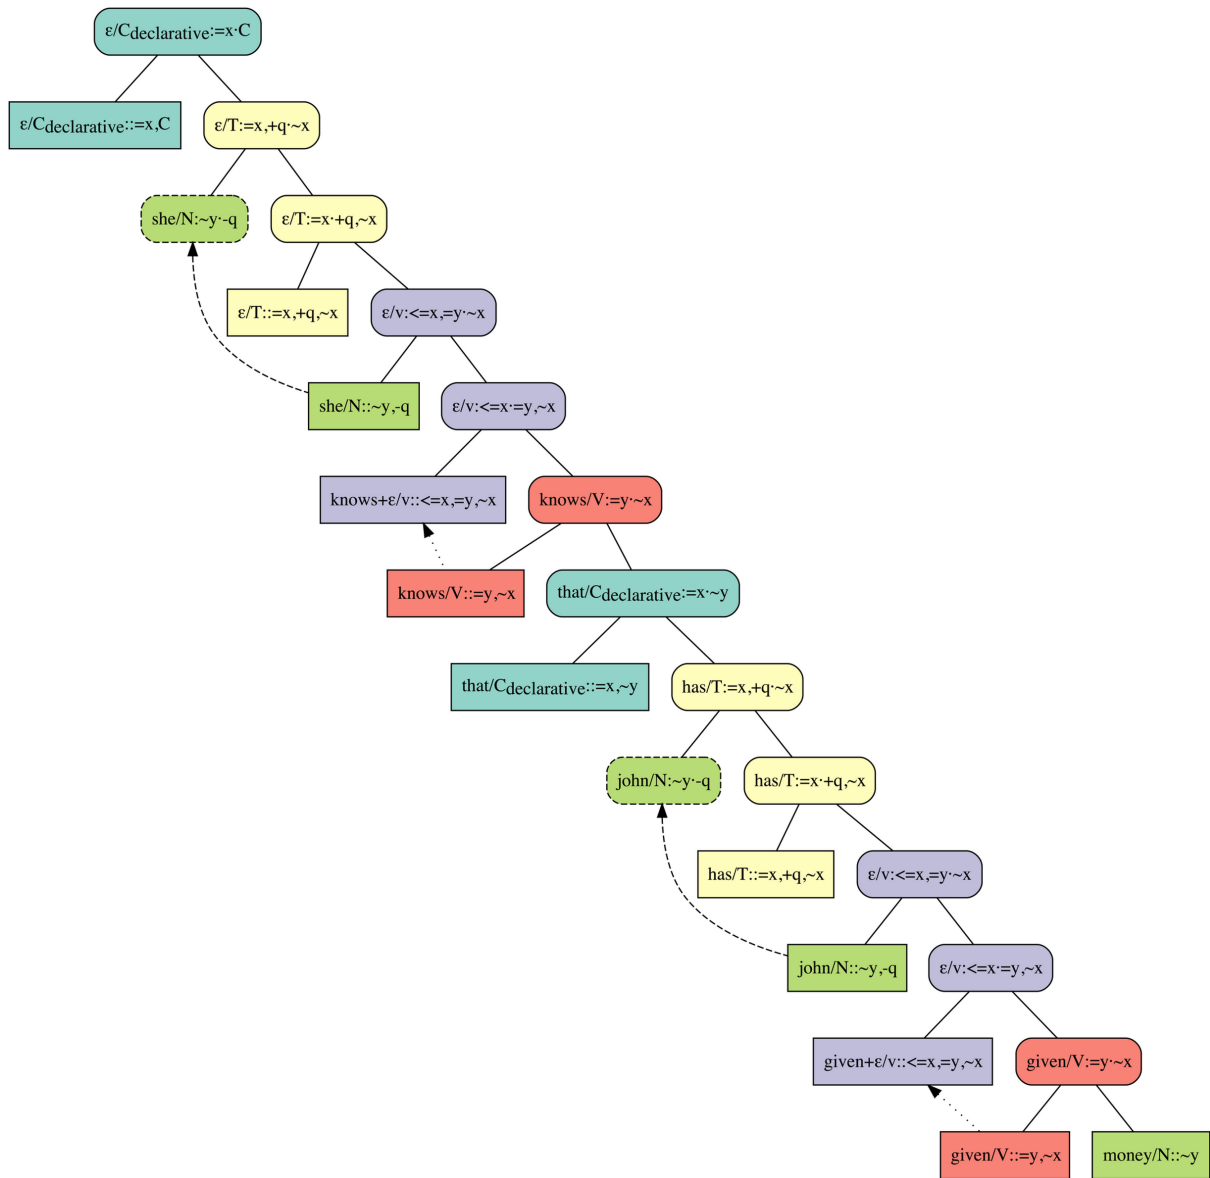 ε/Cdeclarative:=x·C
ε/Cdeclarative::=x,C
ε/T:=x,+q·~x
she/N:~y·-q
ε/T:=x·+q,~x
ε/T::=x,+q,~x
ε/v:<=x,=y·~x
she/N::~y,-q
ε/v:<=x·=y,~x
knows+ε/v::<=x,=y,~x
knows/V:=y·~x
knows/V::=y,~x
that/Cdeclarative:=x·~y
that/Cdeclarative::=x,~y
has/T:=x,+q·~x
john/N:~y·-q
has/T:=x·+q,~x
has/T::=x,+q,~x
ε/v:<=x,=y·~x
john/N::~y,-q
ε/v:<=x·=y,~x
given+ε/v::<=x,=y,~x
given/V:=y·~x
given/V::=y,~x
money/N::~y